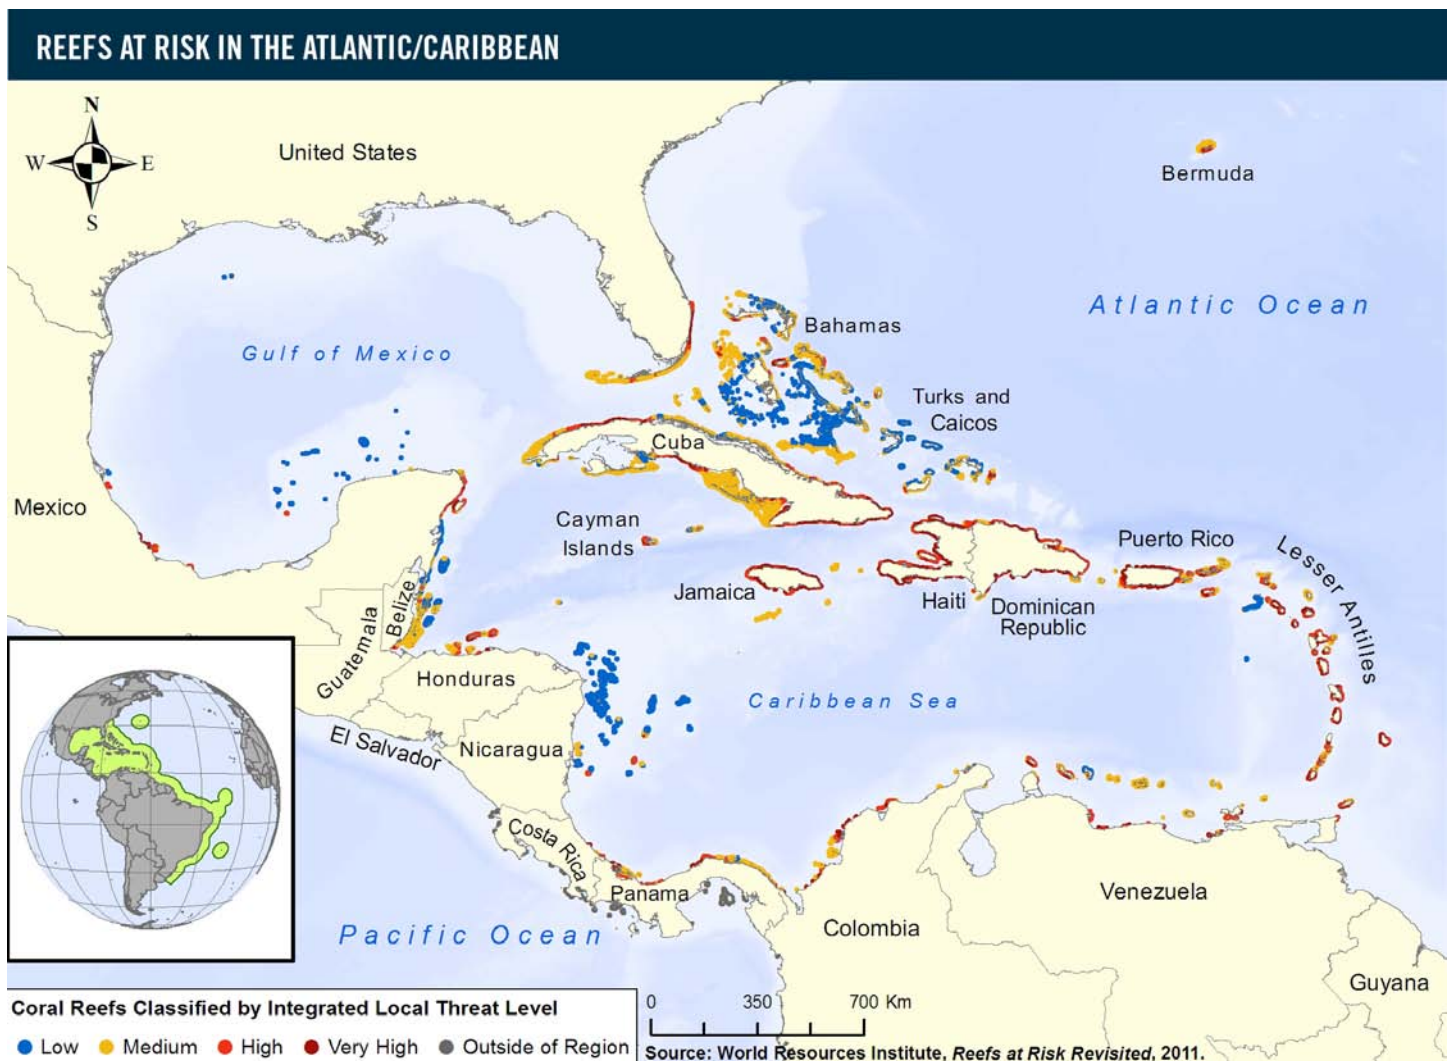 REEFS AT RISK IN THE ATLANTIC/CARIBBEAN
N
W
E
S
United States
Bermuda
Atlantic Ocean
Gulf of Mexico
Bahamas
Turks and
Caicos
Cuba
Mexico
Cayman
Islands
Puerto Rico
Lesser Antilles
Jamaica
Haiti
Dominican
Republic
Belize
Guatemala
Honduras
Caribbean Sea
El Salvador
Nicaragua
Costa Rica
Panama
Venezuela
Colombia
Pacific Ocean
Guyana
Coral Reefs Classified by Integrated Local Threat Level
Low
Medium
High
Very High
Outside of Region
0 350 700 Km
Source: World Resources Institute, Reefs at Risk Revisited, 2011.